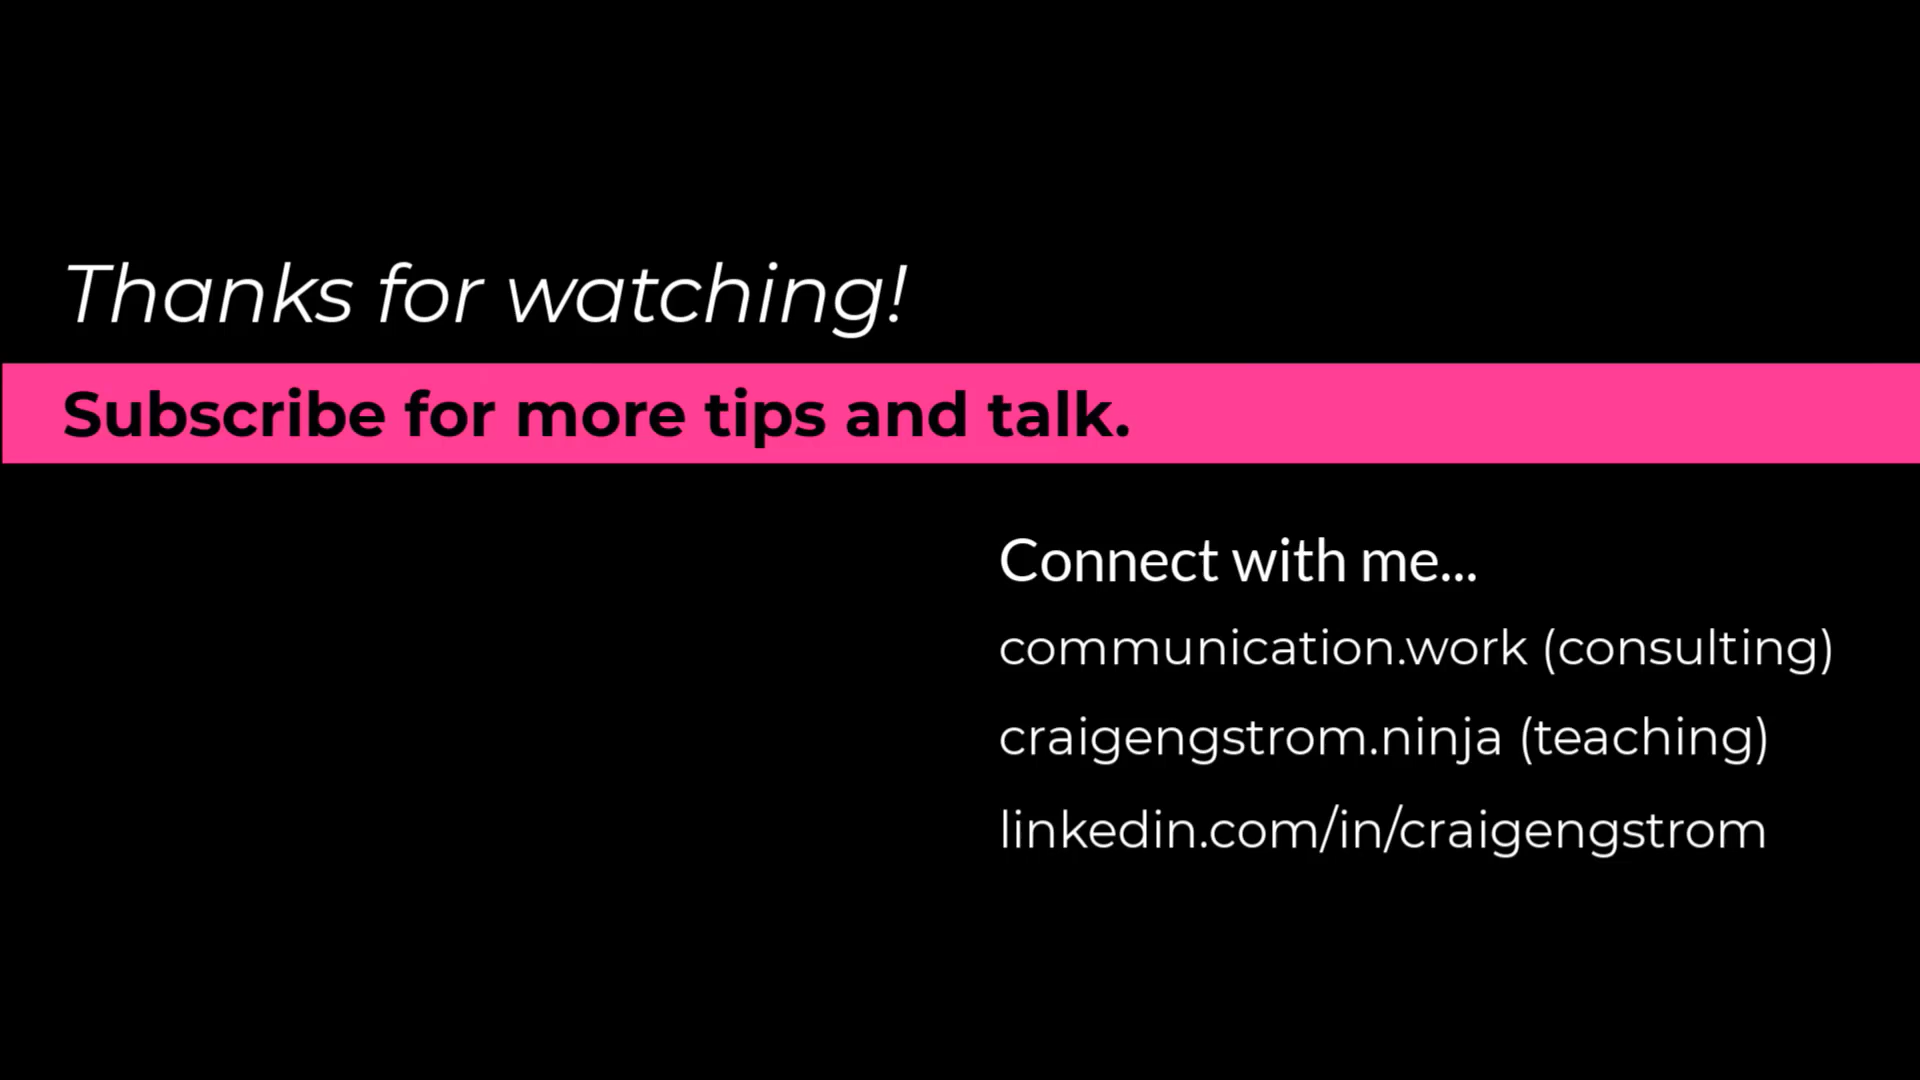 Thanks for watching!
Subscribe for more tips and talk.
Connect with me...
communication.work (consulting)
craigengstrom.ninja (teaching)
linkedin.com/in/craigengstrom